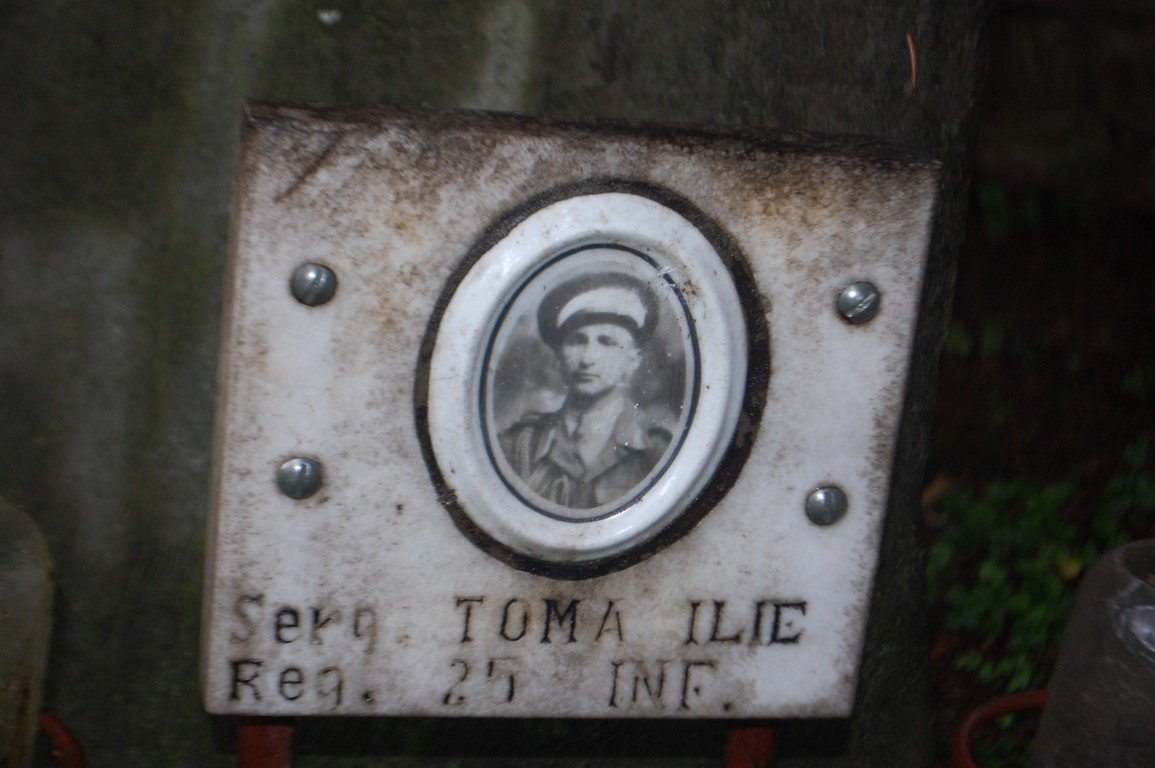 Serg. TOMA ILIE
Reg. 25 INF.